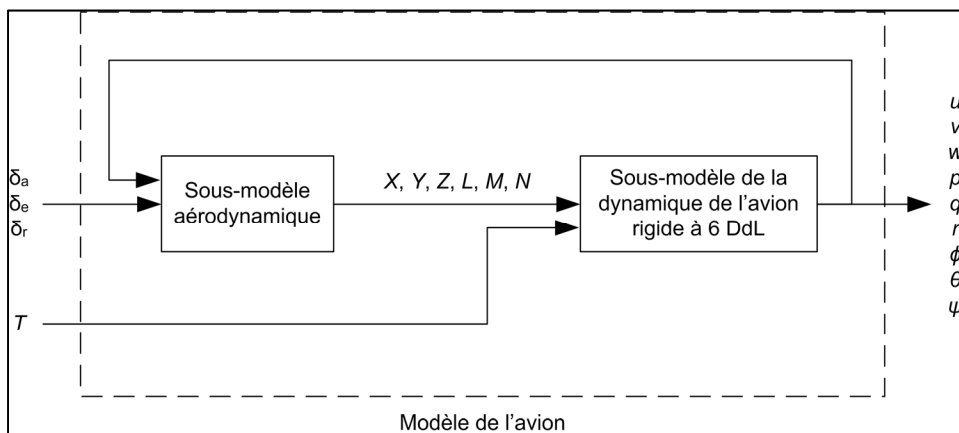 δa
δe
δr
T
Sous-modèle
aérodynamique
X, Y, Z, L, M, N
Sous-modèle de la
dynamique de l'avion
rigide à 6 DdL
u
v
w
p
q
r
ϕ
θ
ψ
Modèle de l'avion